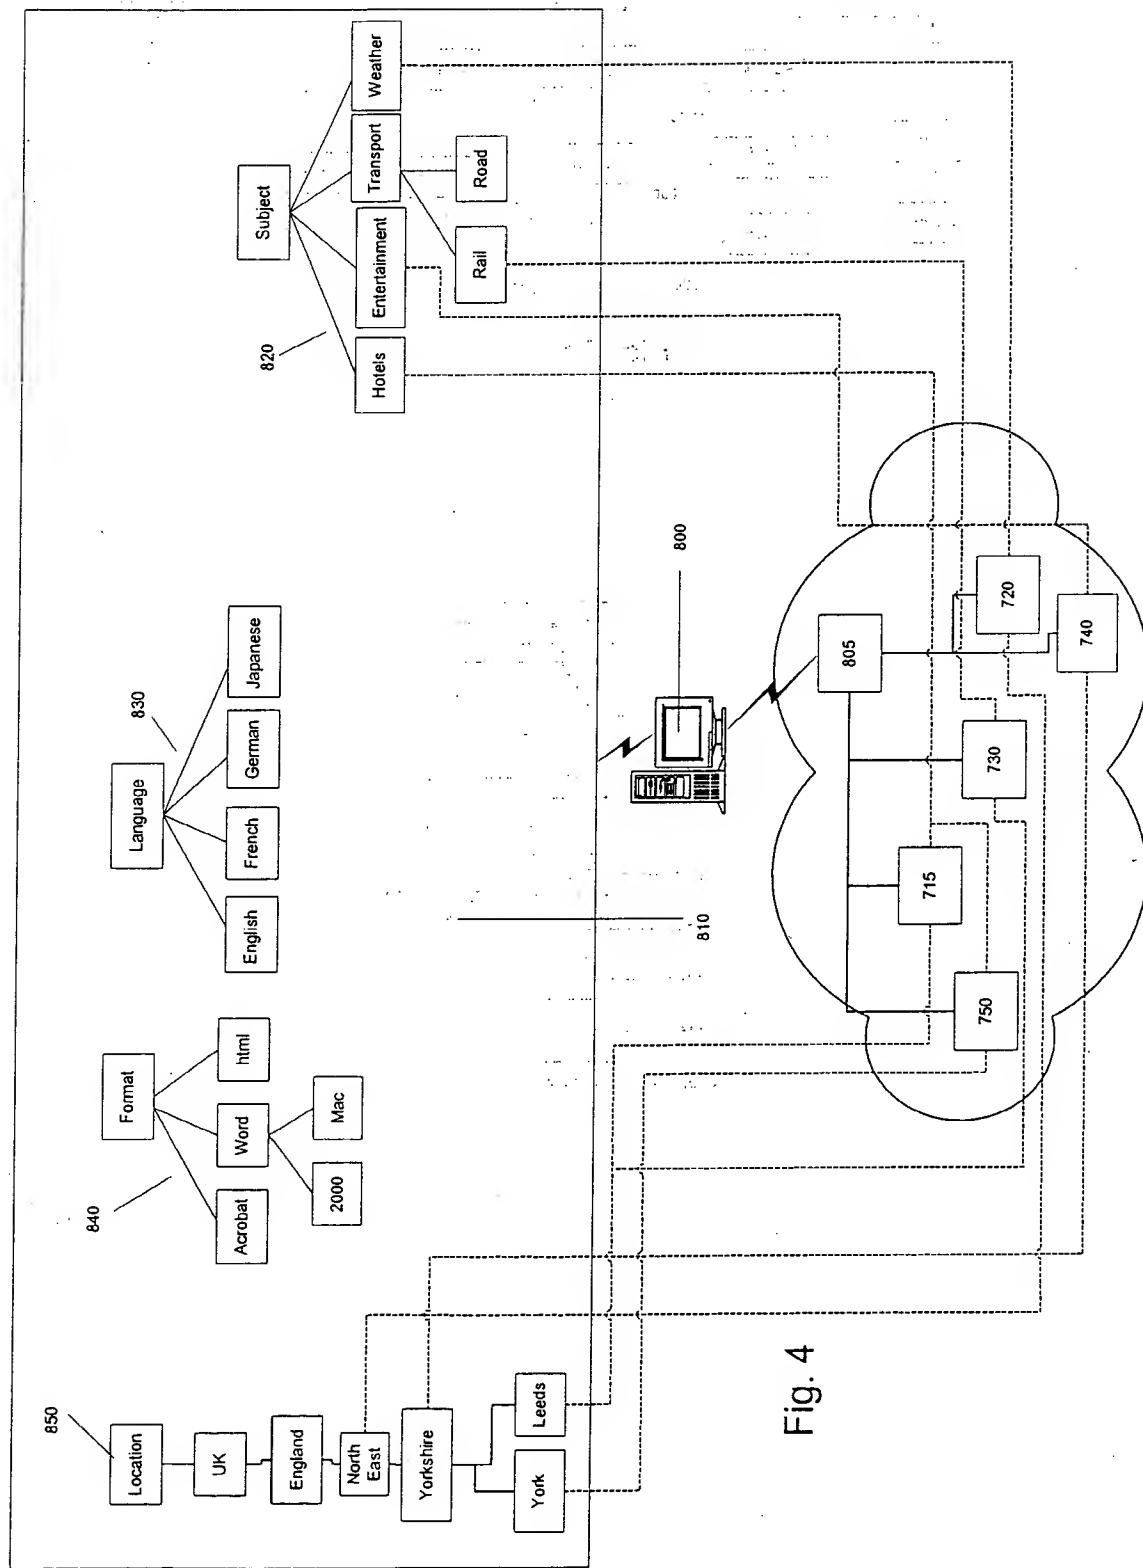 850
Location
UK
England
North
East
Yorkshire
York
Leeds
840
Format
Acrobat
Word
html
2000
Mac
830
Language
English
French
German
Japanese
820
Subject
Hotels
Entertainment
Transport
Weather
Rail
Road
810
800
805
750
715
730
720
740
Fig. 4